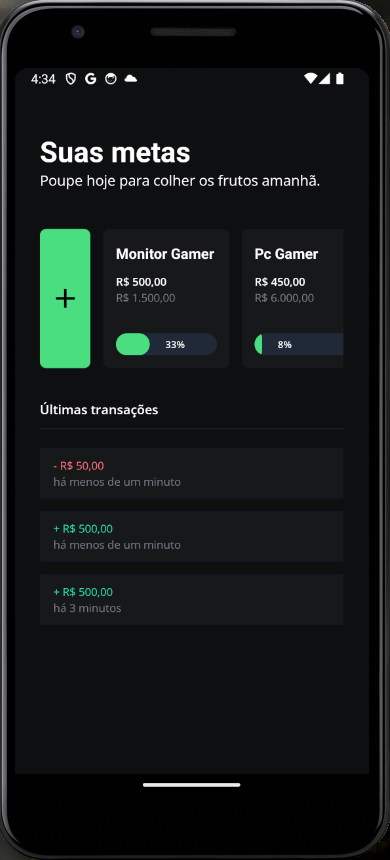 4:34
Suas metas
Poupe hoje para colher os frutos amanhã.
+
Monitor Gamer
R$ 500,00
R$ 1.500,00
33%
Pc Gamer
R$ 450,00
R$ 6.000,00
8%
Últimas transações
- R$ 50,00
há menos de um minuto
+ R$ 500,00
há menos de um minuto
+ R$ 500,00
há 3 minutos